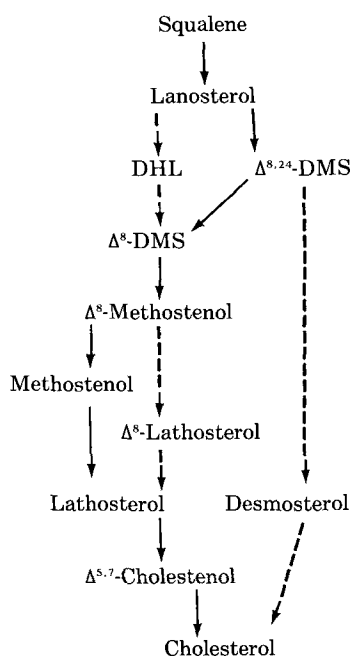 Squalene
Lanosterol
DHL Δ⁸,²⁴-DMS
Δ⁸-DMS
Δ⁸-Methostenol
Methostenol
Δ⁸-Lathosterol
Lathosterol Desmosterol
Δ⁵,⁷-Cholestenol
Cholesterol